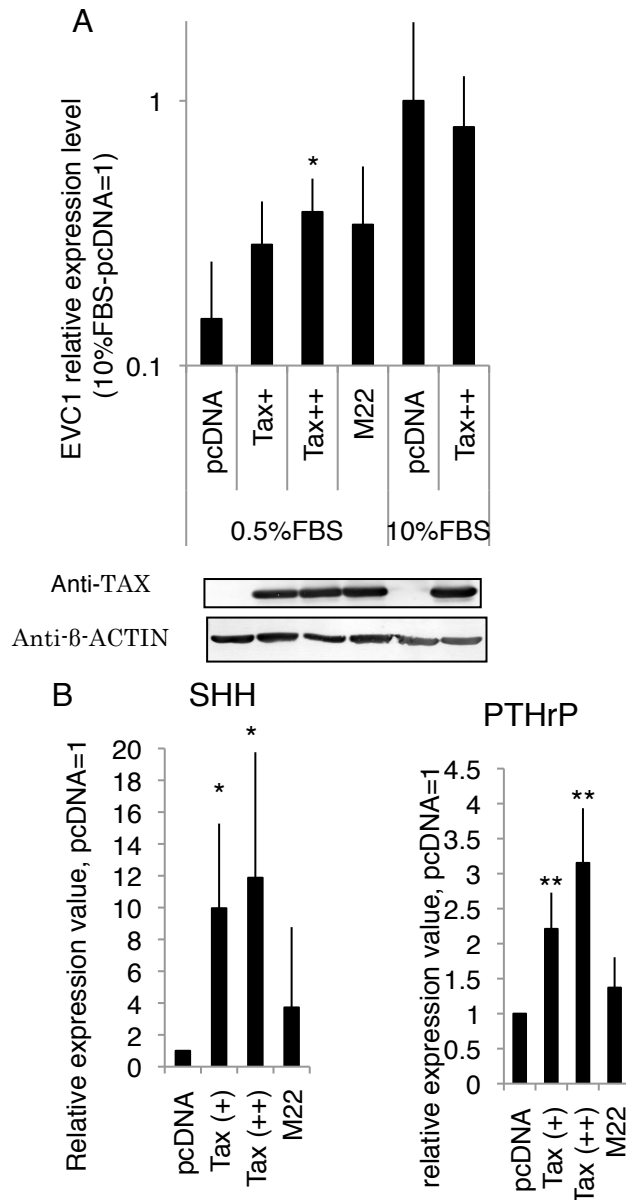 A
EVC1 relative expression level
(10%FBS-pcDNA=1)
1
0.1
*
pcDNA
Tax+
Tax++
M22
pcDNA
Tax++
0.5%FBS
10%FBS
Anti-TAX
Anti-ß-ACTIN
B
SHH
Relative expression value, pcDNA=1
20
18
16
14
12
10
8
6
4
2
0
*
*
pcDNA
Tax (+)
Tax (++)
M22
PTHrP
relative expression value, pcDNA=1
4.5
4
3.5
3
2.5
2
1.5
1
0.5
0
**
**
pcDNA
Tax (+)
Tax (++)
M22